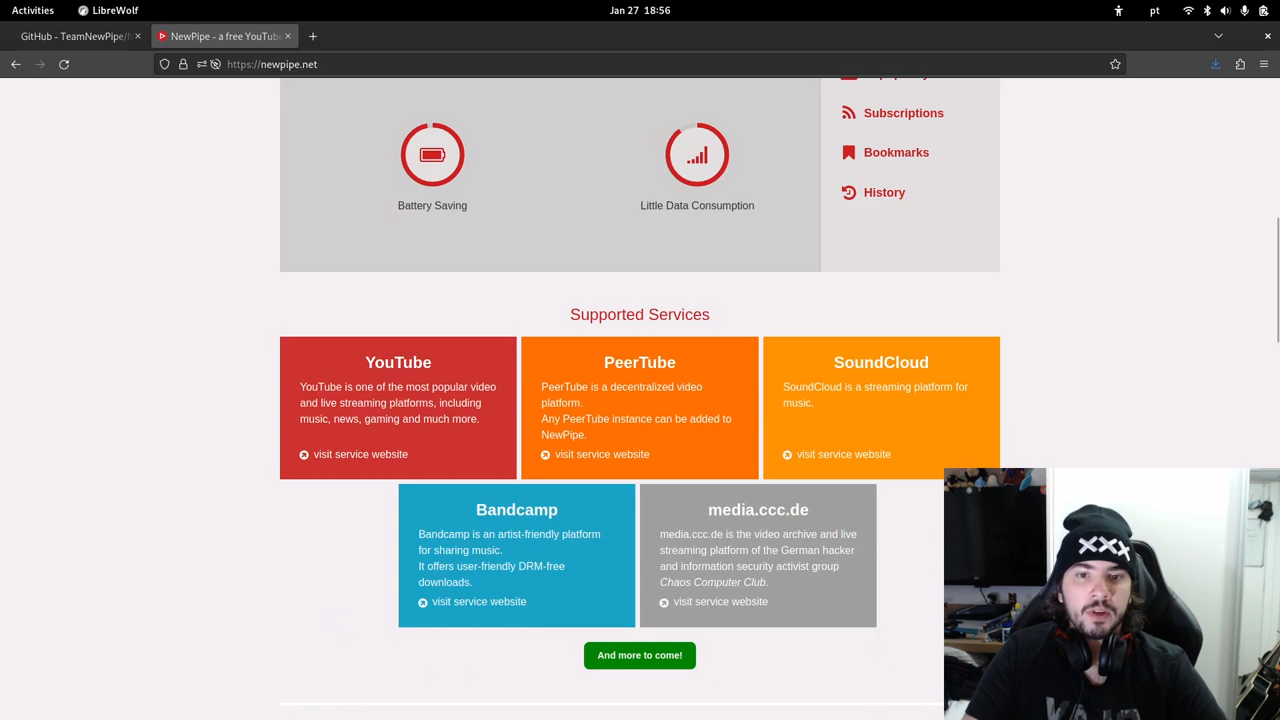 Activities
LibreWolf
Jan 27 18:56
pt
GitHub - TeamNewPipe/
NewPipe - a free YouTube
https://newpipe.net
Subscriptions
Bookmarks
History
Battery Saving
Little Data Consumption
Supported Services
YouTube
YouTube is one of the most popular video
and live streaming platforms, including
music, news, gaming and much more.
visit service website
PeerTube
PeerTube is a decentralized video
platform.
Any PeerTube instance can be added to
NewPipe.
visit service website
SoundCloud
SoundCloud is a streaming platform for
music.
visit service website
Bandcamp
Bandcamp is an artist-friendly platform
for sharing music.
It offers user-friendly DRM-free
downloads.
visit service website
media.ccc.de
media.ccc.de is the video archive and live
streaming platform of the German hacker
and information security activist group
Chaos Computer Club.
visit service website
And more to come!
XXX